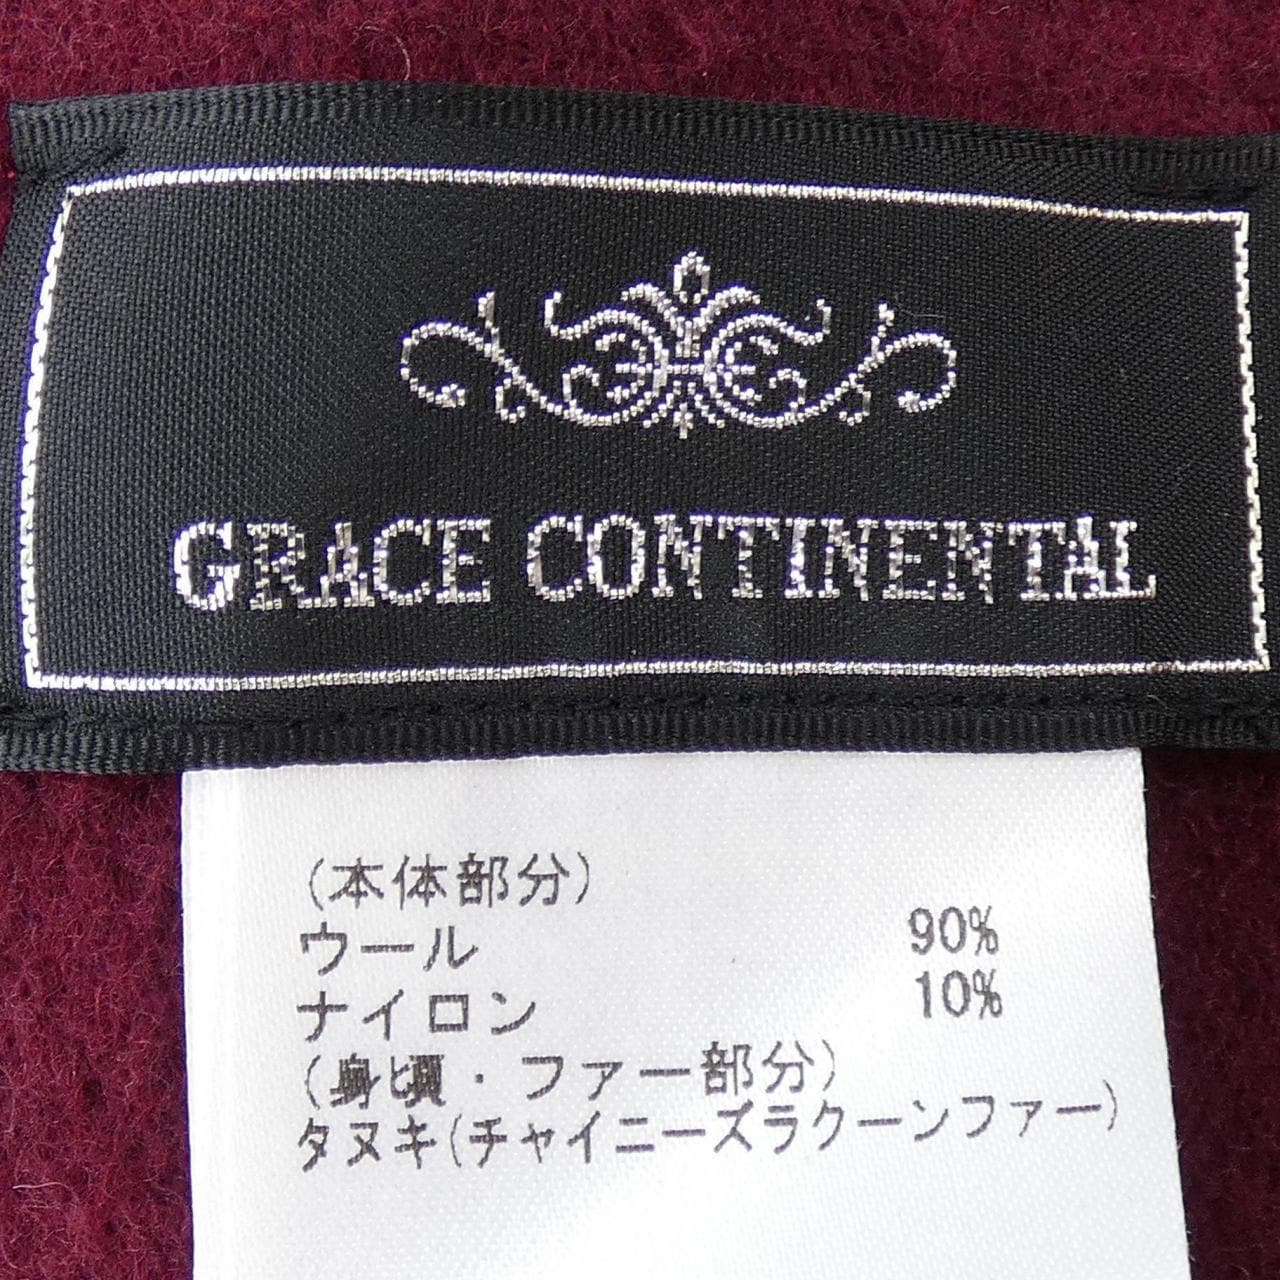 GRACE CONTINENTAL
(本体部分)
ウール 90%
ナイロン 10%
(身頃・ファー部分)
タヌキ(チャイニーズラクーンファー)